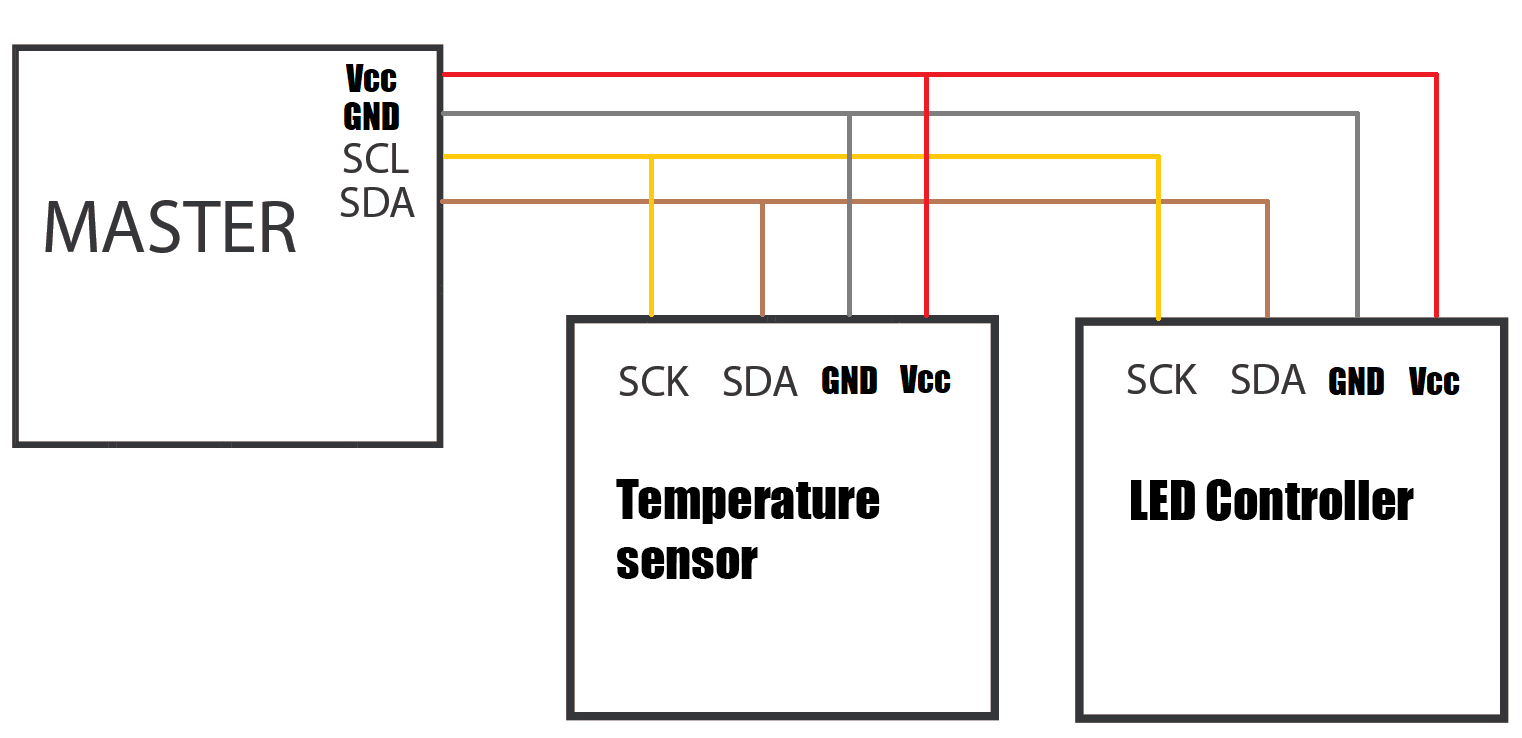 Vcc
GND
SCL
SDA
MASTER
SCK SDA GND Vcc
Temperature
sensor
SCK SDA GND Vcc
LED Controller